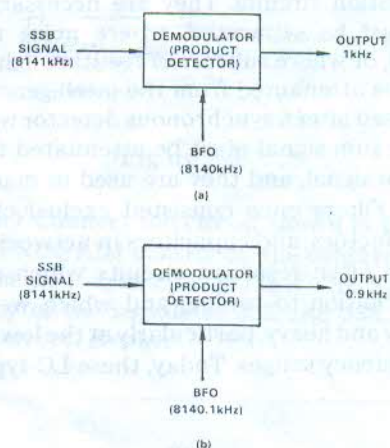 SSB
SIGNAL
(8141kHz)
DEMODULATOR
(PRODUCT
DETECTOR)
OUTPUT
1kHz
BFO
(8140kHz)
(a)
SSB
SIGNAL
(8141kHz)
DEMODULATOR
(PRODUCT
DETECTOR)
OUTPUT
0.9kHz
BFO
(8140.1kHz)
(b)